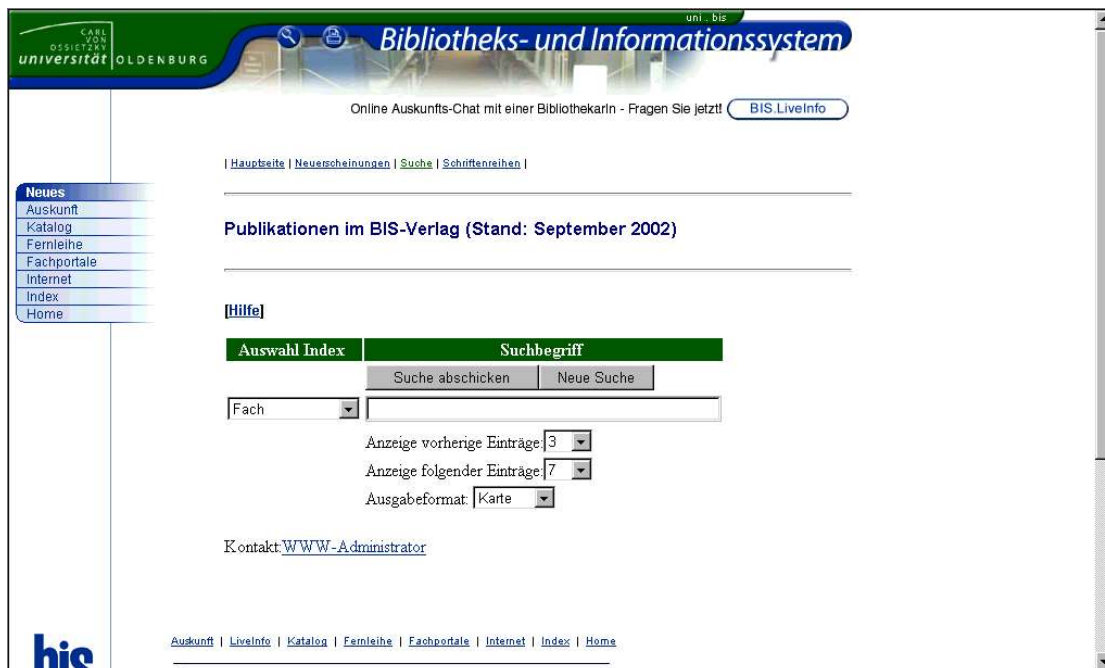 uni . bis
CARL
VON
OSSIETZKY
universität OLDENBURG
Bibliotheks- und Informationssystem
Online Auskunfts-Chat mit einer BibliothekarIn - Fragen Sie jetzt! BIS.LiveInfo
| Hauptseite | Neuerscheinungen | Suche | Schriftenreihen |
Neues
Auskunft
Katalog
Fernleihe
Fachportale
Internet
Index
Home
Publikationen im BIS-Verlag (Stand: September 2002)
[Hilfe]
Auswahl Index Suchbegriff
Suche abschicken Neue Suche
Fach
Anzeige vorherige Einträge: 3
Anzeige folgender Einträge: 7
Ausgabeformat: Karte
Kontakt:WWW-Administrator
Auskunft | LiveInfo | Katalog | Fernleihe | Fachportale | Internet | Index | Home
bis